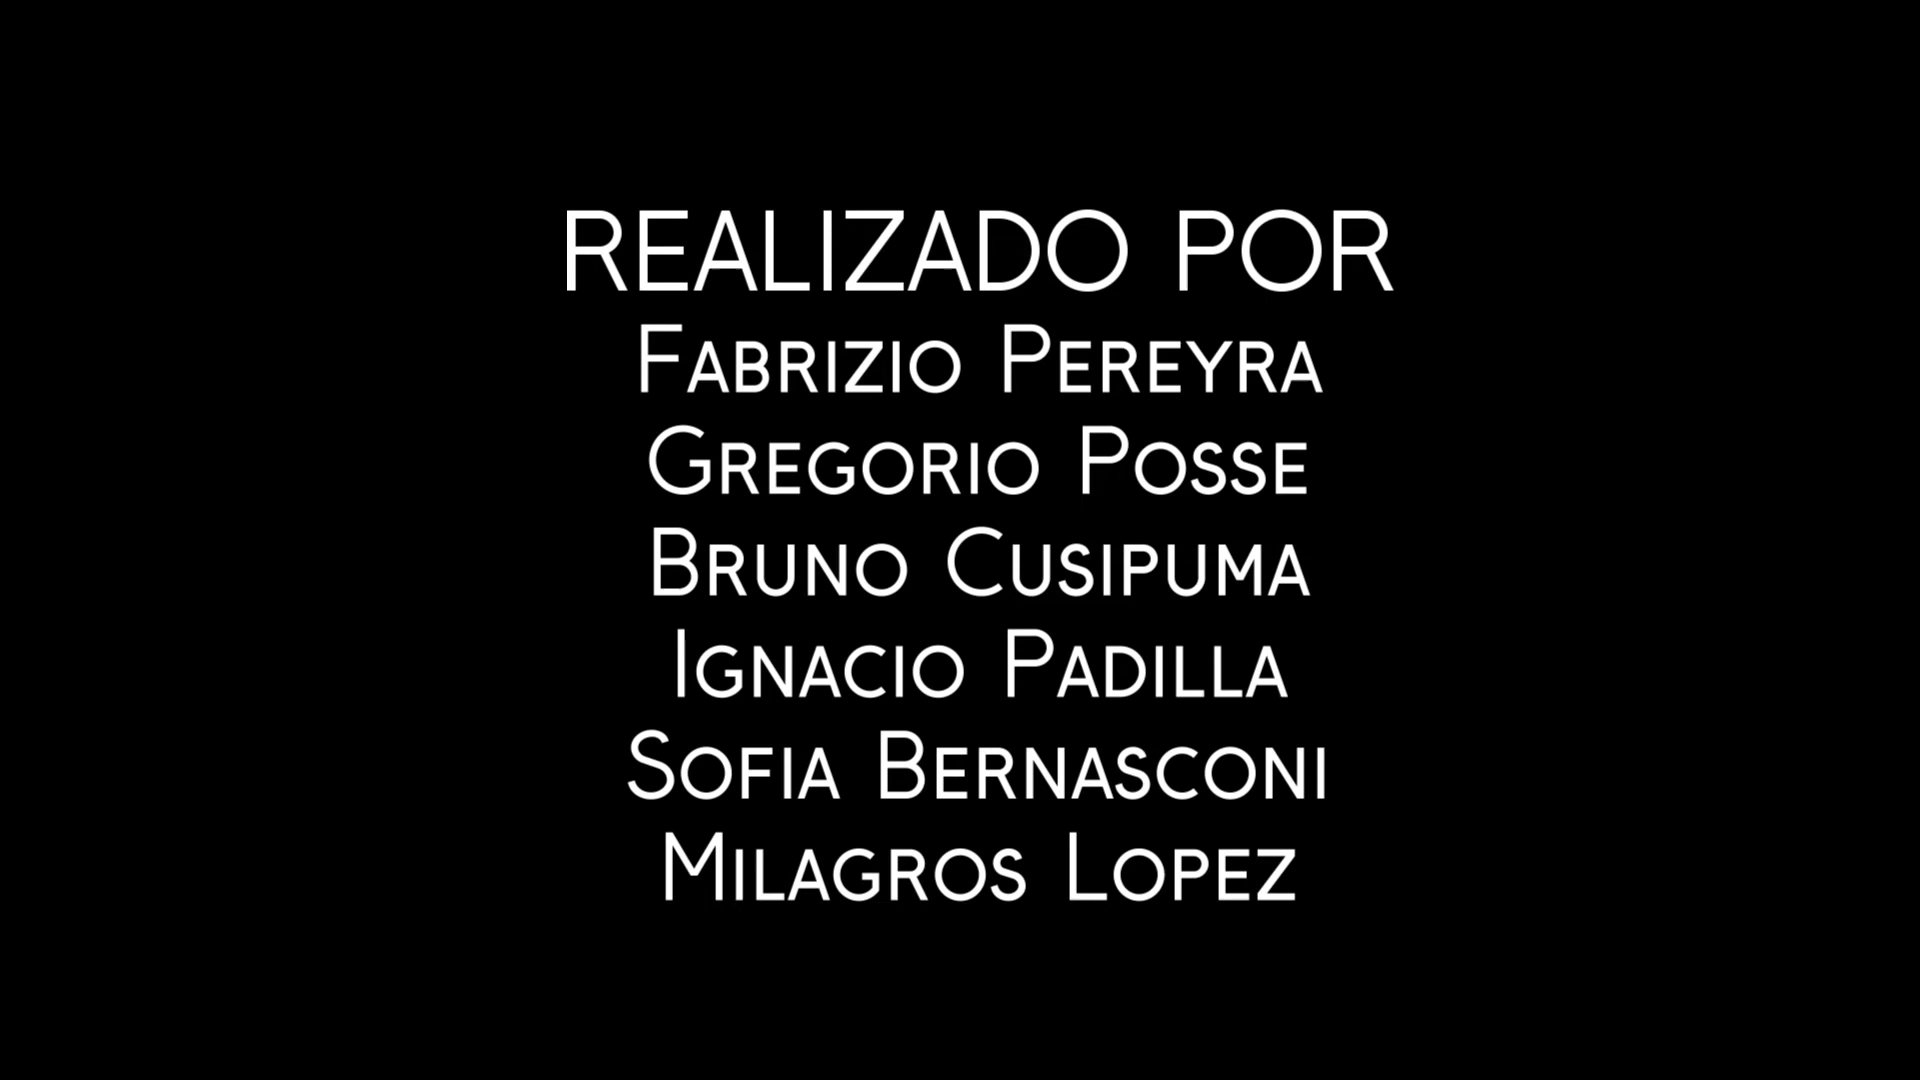 REALIZADO POR
Fabrizio Pereyra
Gregorio Posse
Bruno Cusipuma
Ignacio Padilla
Sofia Bernasconi
Milagros Lopez